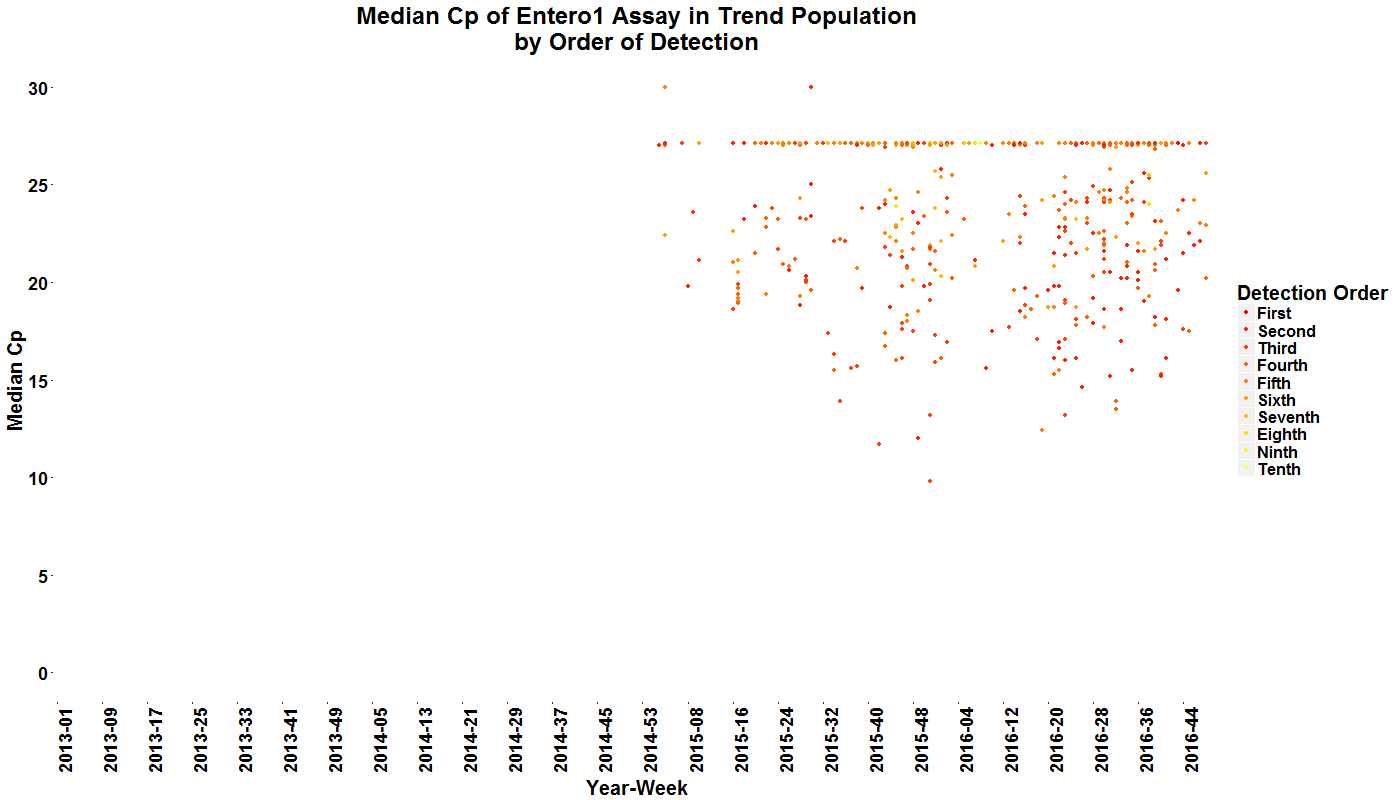 Median Cp of Entero1 Assay in Trend Population
by Order of Detection
30
25
20
15
10
5
0
Median Cp
2013-01
2013-09
2013-17
2013-25
2013-33
2013-41
2013-49
2014-05
2014-13
2014-21
2014-29
2014-37
2014-45
2014-53
2015-08
2015-16
2015-24
2015-32
2015-40
2015-48
2016-04
2016-12
2016-20
2016-28
2016-36
2016-44
Year-Week
Detection Order
First
Second
Third
Fourth
Fifth
Sixth
Seventh
Eighth
Ninth
Tenth